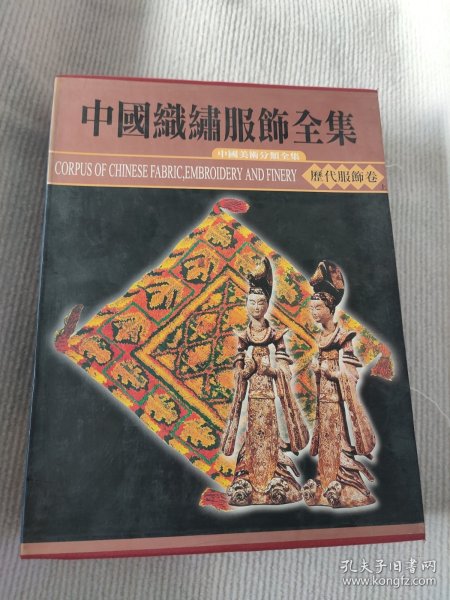 中國織繡服飾全集
中國美術分類全集
CORPUS OF CHINESE FABRIC,EMBROIDERY AND FINERY
歷代服飾卷
上
孔夫子旧书网
www.kongfz.com